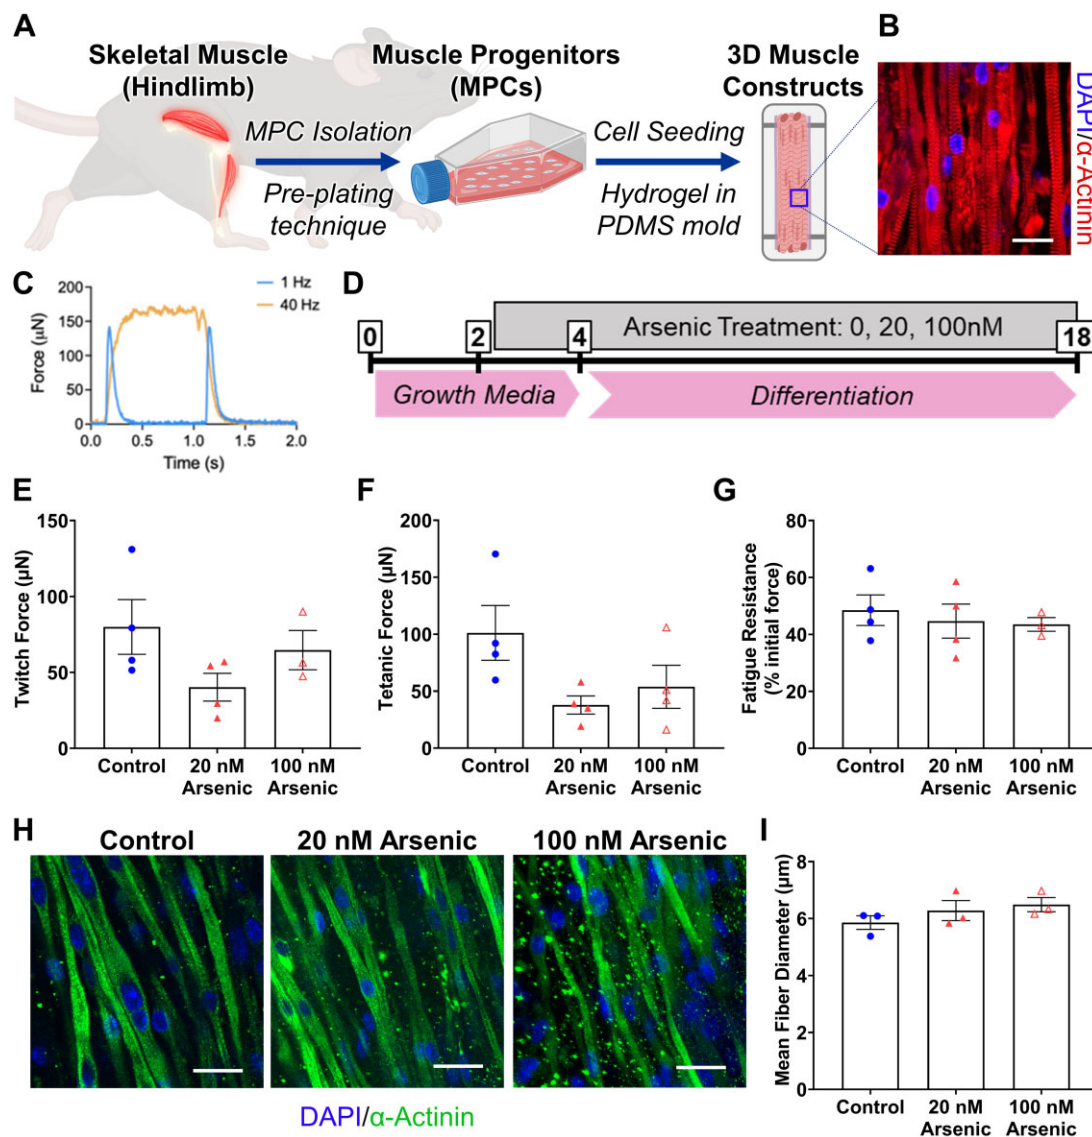 A
Skeletal Muscle
(Hindlimb)
MPC Isolation
Pre-plating
technique
Muscle Progenitors
(MPCs)
Cell Seeding
Hydrogel in
PDMS mold
3D Muscle
Constructs
B
DAPI/α-Actinin
C
1 Hz
40 Hz
Force (µN)
200
150
100
50
0
0.0 0.5 1.0 1.5 2.0
Time (s)
D
Arsenic Treatment: 0, 20, 100nM
0 2 4 18
Growth Media
Differentiation
E
Twitch Force (µN)
150
100
50
0
Control
20 nM
Arsenic
100 nM
Arsenic
F
Tetanic Force (µN)
200
150
100
50
0
Control
20 nM
Arsenic
100 nM
Arsenic
G
Fatigue Resistance
(% initial force)
80
60
40
20
0
Control
20 nM
Arsenic
100 nM
Arsenic
H
Control
20 nM Arsenic
100 nM Arsenic
DAPI/α-Actinin
I
Mean Fiber Diameter (µm)
8
6
4
2
0
Control
20 nM
Arsenic
100 nM
Arsenic